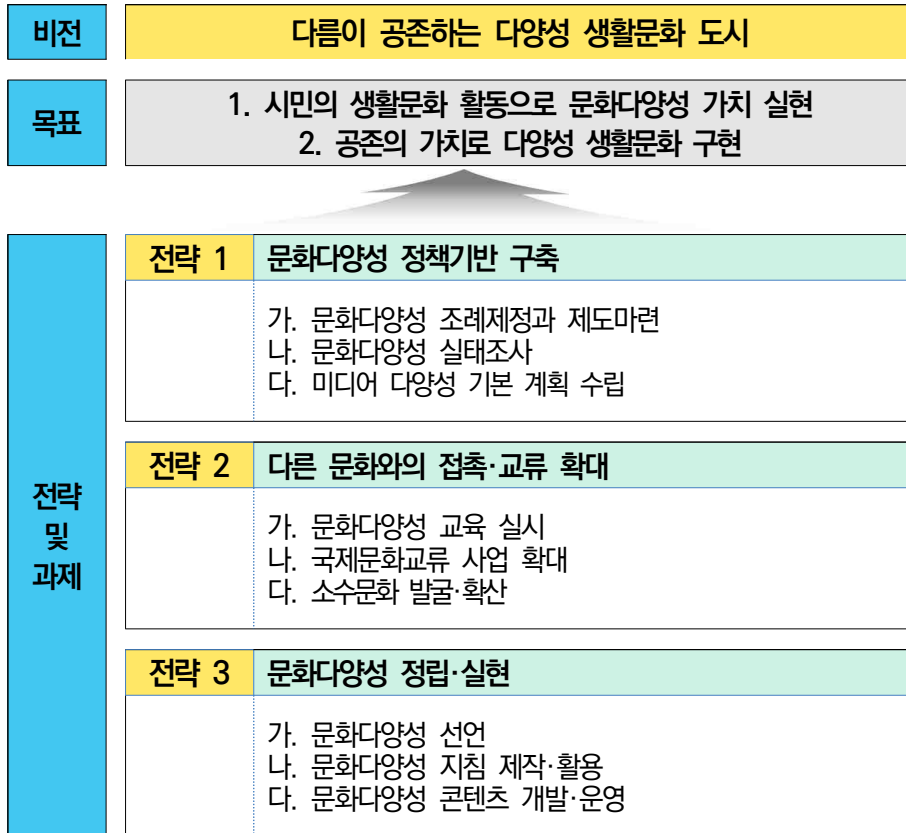 비전
다름이 공존하는 다양성 생활문화 도시
목표
1. 시민의 생활문화 활동으로 문화다양성 가치 실현
2. 공존의 가치로 다양성 생활문화 구현
전략
및
과제
전략 1 문화다양성 정책기반 구축
가. 문화다양성 조례제정과 제도마련
나. 문화다양성 실태조사
다. 미디어 다양성 기본 계획 수립
전략 2 다른 문화와의 접촉·교류 확대
가. 문화다양성 교육 실시
나. 국제문화교류 사업 확대
다. 소수문화 발굴·확산
전략 3 문화다양성 정립·실현
가. 문화다양성 선언
나. 문화다양성 지침 제작·활용
다. 문화다양성 콘텐츠 개발·운영